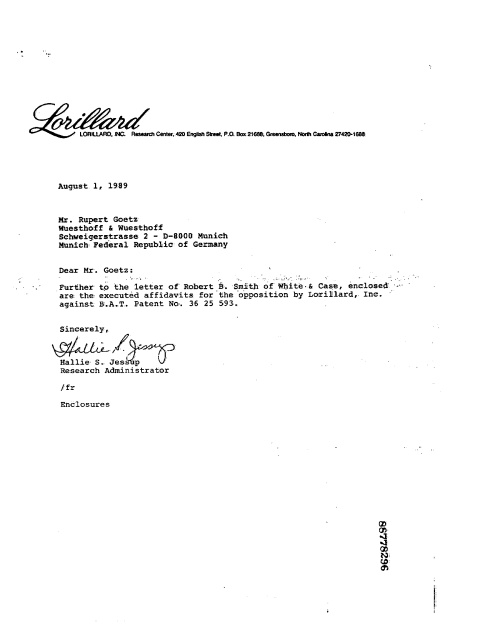 Lorillard
LORILLARD, INC. Research Center, 420 English Street, P.O. Box 21688, Greensboro, North Carolina 27420-1688
August 1, 1989
Mr. Rupert Goetz
Wuesthoff & Wuesthoff
Schweigerstrasse 2 - D-8000 Munich
Munich Federal Republic of Germany
Dear Mr. Goetz:
Further to the letter of Robert B. Smith of White & Case, enclosed
are the executed affidavits for the opposition by Lorillard, Inc.
against B.A.T. Patent No. 36 25 593.
Sincerely,
Hallie S. Jessup
Hallie S. Jessup
Research Administrator
/fr
Enclosures
86778296